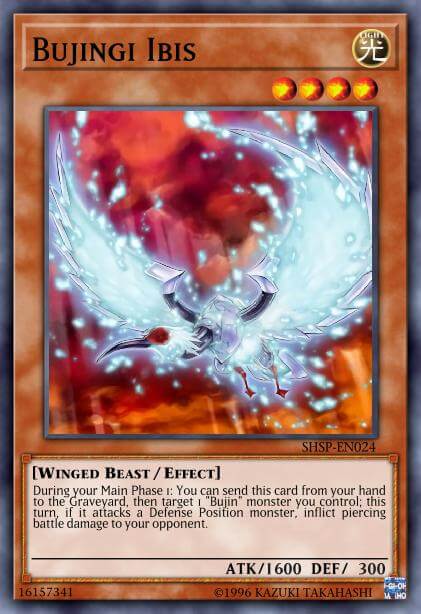 Bujingi Ibis
LIGHT
光
SHSP-EN024
[Winged Beast / Effect]
During your Main Phase 1: You can send this card from your hand
to the Graveyard, then target 1 "Bujin" monster you control; this
turn, if it attacks a Defense Position monster, inflict piercing
battle damage to your opponent.
ATK/1600 DEF/ 300
16157341
©1996 KAZUKI TAKAHASHI